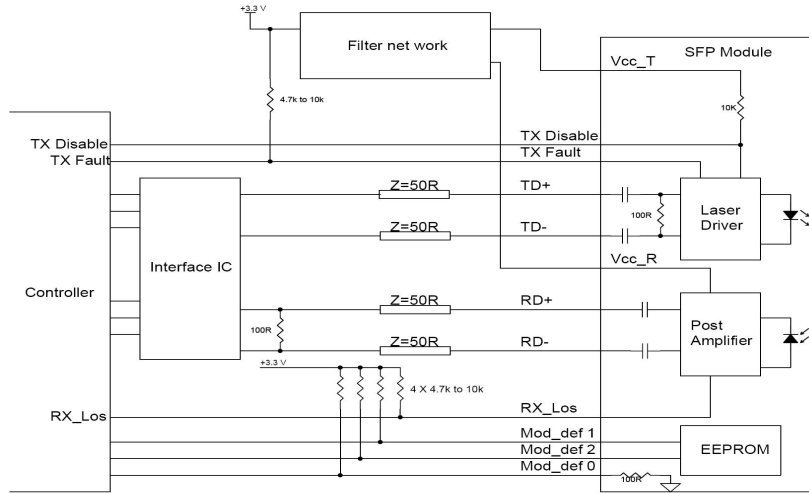 +3.3 V
Filter net work
SFP Module
Vcc_T
4.7k to 10k
10K
TX Disable
TX Disable
TX Fault
TX Fault
Z=50R
TD+
100R
Laser
Driver
Z=50R
TD-
Interface IC
Vcc_R
Controller
Z=50R
RD+
100R
Post
Amplifier
Z=50R
RD-
+3.3 V
4 X 4.7k to 10k
RX_Los
RX_Los
Mod_def 1
Mod_def 2
EEPROM
Mod_def 0
100R